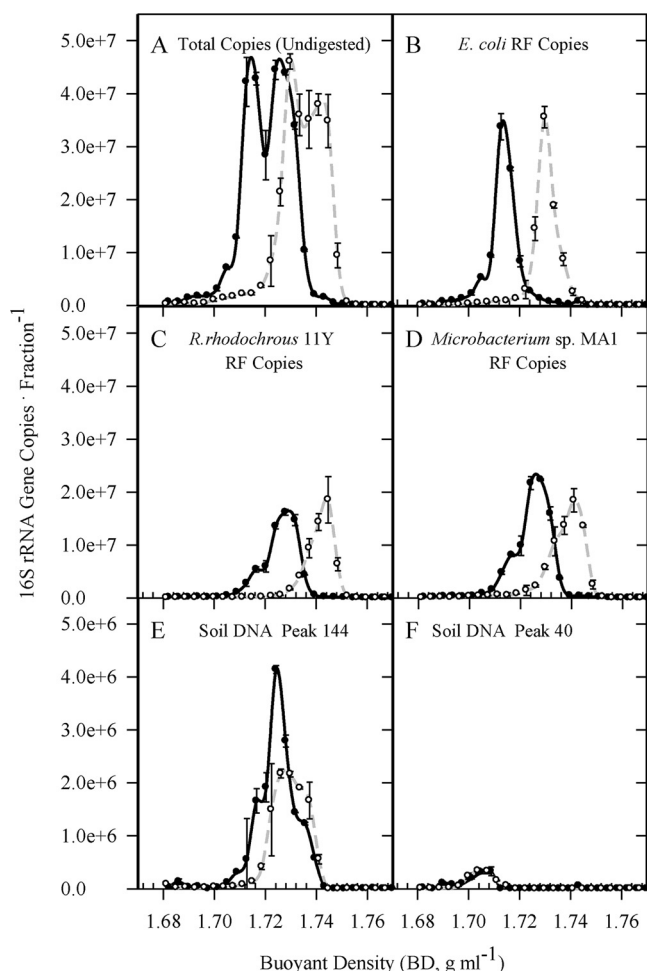 5.0e+7
4.0e+7
3.0e+7
2.0e+7
1.0e+7
0.0
A Total Copies (Undigested)
B E. coli RF Copies
5.0e+7
4.0e+7
3.0e+7
2.0e+7
1.0e+7
0.0
C R.rhodochrous 11Y
RF Copies
D Microbacterium sp. MA1
RF Copies
5.0e+6
4.0e+6
3.0e+6
2.0e+6
1.0e+6
0.0
E Soil DNA Peak 144
F Soil DNA Peak 40
16S rRNA Gene Copies · Fraction⁻¹
1.68 1.70 1.72 1.74 1.76 1.68 1.70 1.72 1.74 1.76
Buoyant Density (BD, g ml⁻¹)